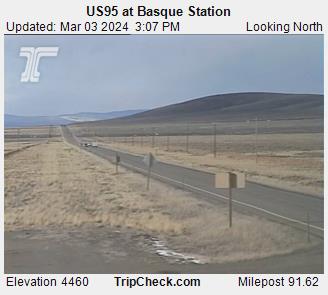 US95 at Basque Station
Updated: Mar 03 2024 3:07 PM Looking North
Elevation 4460 TripCheck.com Milepost 91.62